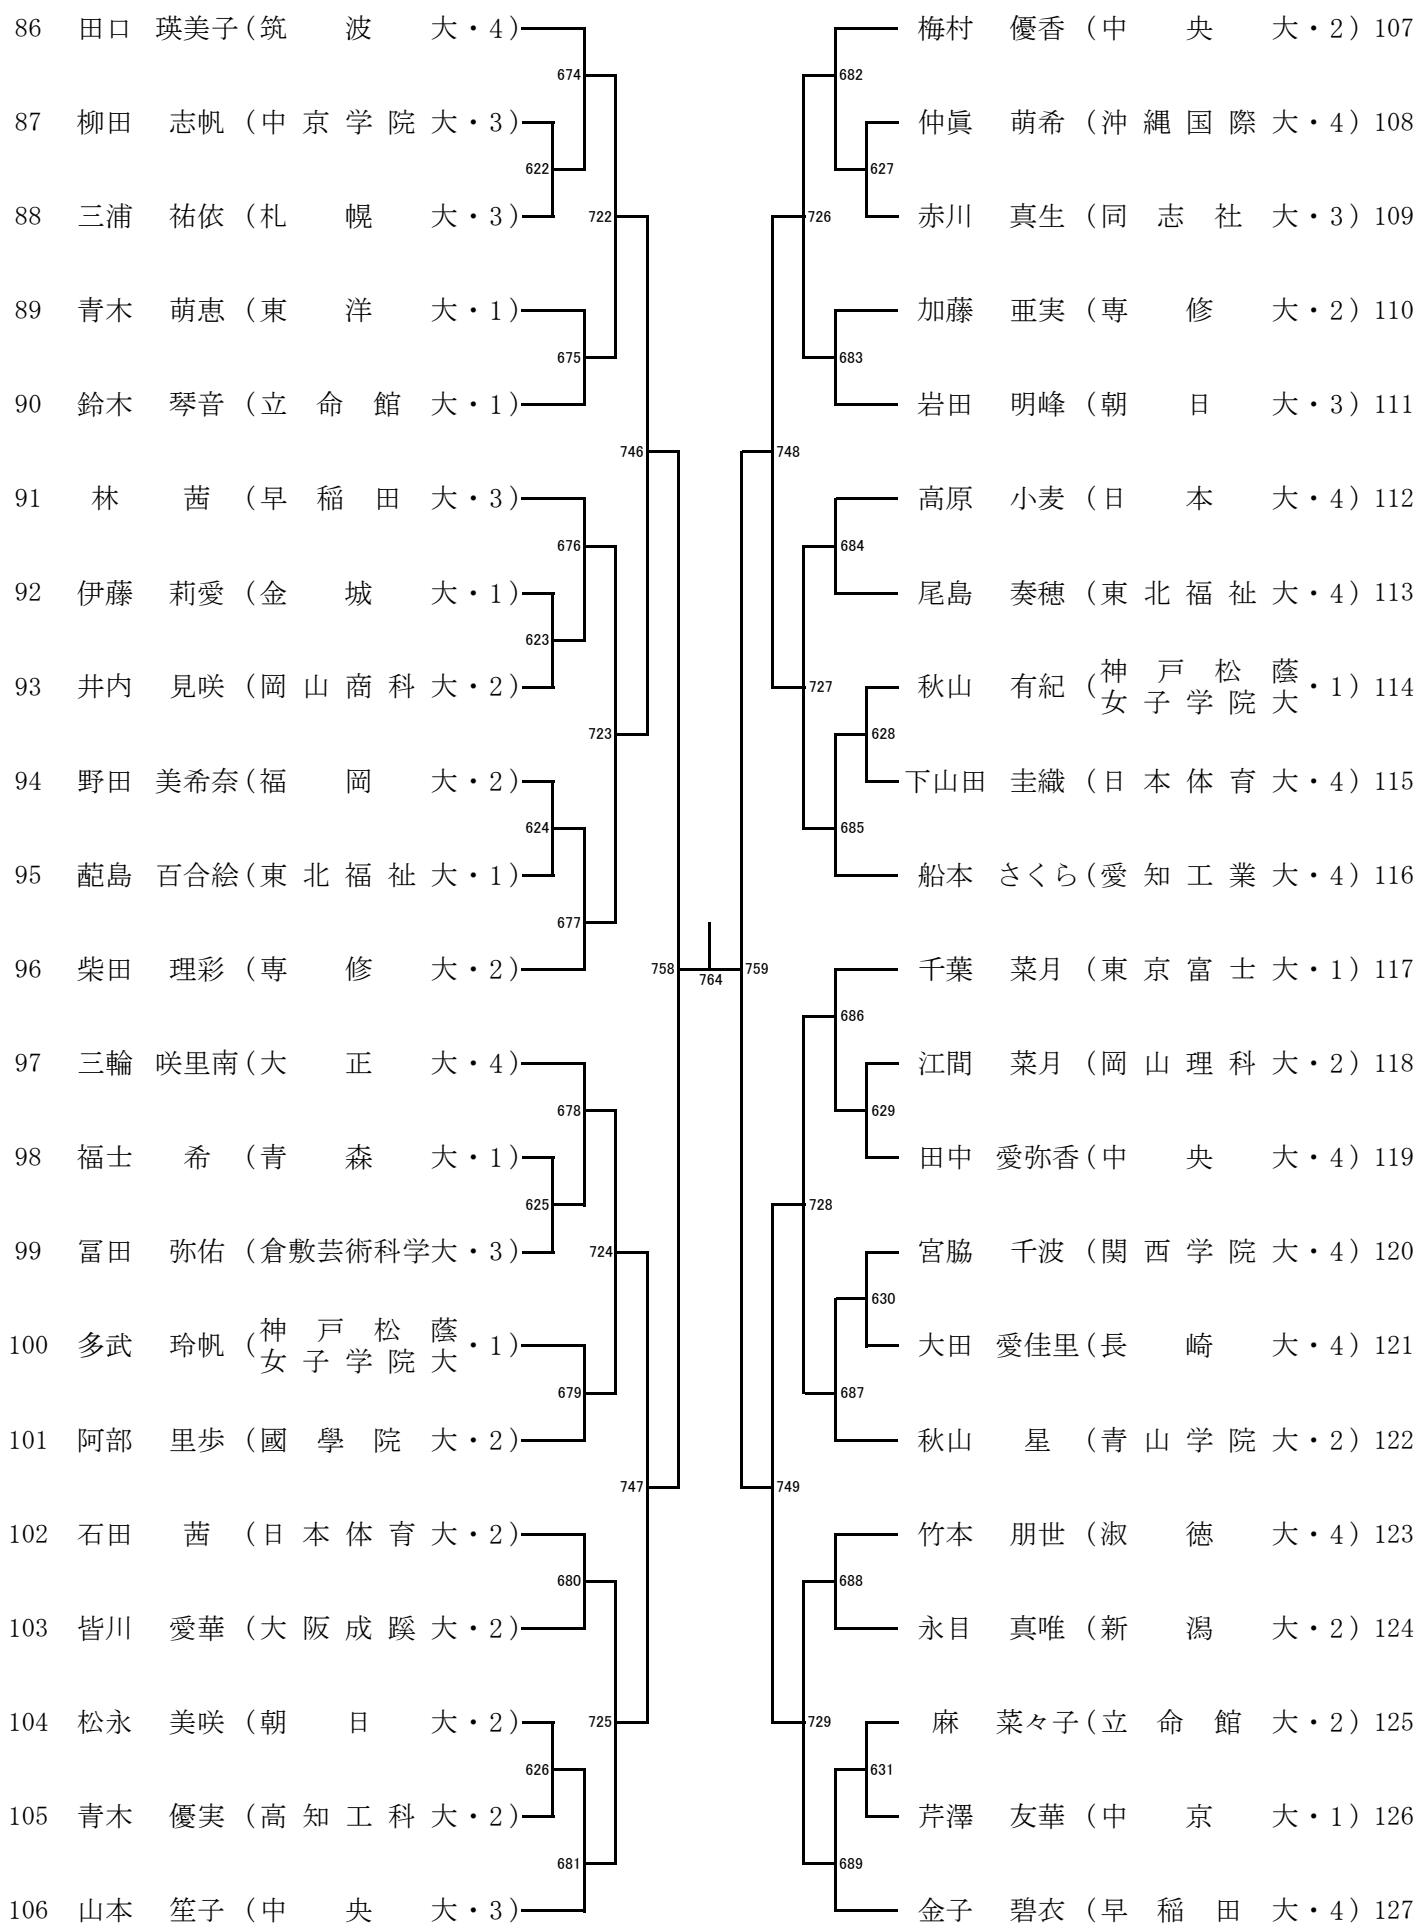 86 田口 瑛美子(筑波大・4)
674
87 柳田 志帆(中京学院大・3)
622
88 三浦 祐依(札幌大・3)
722
89 青木 萌恵(東洋大・1)
675
90 鈴木 琴音(立命館大・1)
746
91 林 茜(早稲田大・3)
676
92 伊藤 莉愛(金城大・1)
623
93 井内 見咲(岡山商科大・2)
723
94 野田 美希奈(福岡大・2)
624
95 蓜島 百合絵(東北福祉大・1)
677
96 柴田 理彩(専修大・2)
758
97 三輪 咲里南(大正大・4)
678
98 福士 希(青森大・1)
625
99 冨田 弥佑(倉敷芸術科学大・3)
724
100 多武 玲帆(神戸松蔭女子学院大・1)
679
101 阿部 里歩(國學院大・2)
747
102 石田 茜(日本体育大・2)
680
103 皆川 愛華(大阪成蹊大・2)
104 松永 美咲(朝日大・2)
725
626
105 青木 優実(高知工科大・2)
681
106 山本 笙子(中央大・3)
764
梅村 優香(中央大・2) 107
682
仲眞 萌希(沖縄国際大・4) 108
627
赤川 真生(同志社大・3) 109
726
加藤 亜実(専修大・2) 110
683
岩田 明峰(朝日大・3) 111
748
高原 小麦(日本大・4) 112
684
尾島 奏穂(東北福祉大・4) 113
秋山 有紀(神戸松蔭女子学院大・1) 114
727
628
下山田 圭織(日本体育大・4) 115
685
船本 さくら(愛知工業大・4) 116
759
千葉 菜月(東京富士大・1) 117
686
江間 菜月(岡山理科大・2) 118
629
田中 愛弥香(中央大・4) 119
728
宮脇 千波(関西学院大・4) 120
630
大田 愛佳里(長崎大・4) 121
687
秋山 星(青山学院大・2) 122
749
竹本 朋世(淑徳大・4) 123
688
永目 真唯(新潟大・2) 124
麻 菜々子(立命館大・2) 125
729
631
芹澤 友華(中京大・1) 126
689
金子 碧衣(早稲田大・4) 127